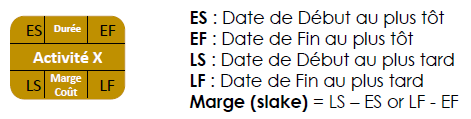 ES Durée EF
Activité X
LS Marge Coût LF
ES : Date de Début au plus tôt
EF : Date de Fin au plus tôt
LS : Date de Début au plus tard
LF : Date de Fin au plus tard
Marge (slake) = LS – ES or LF - EF